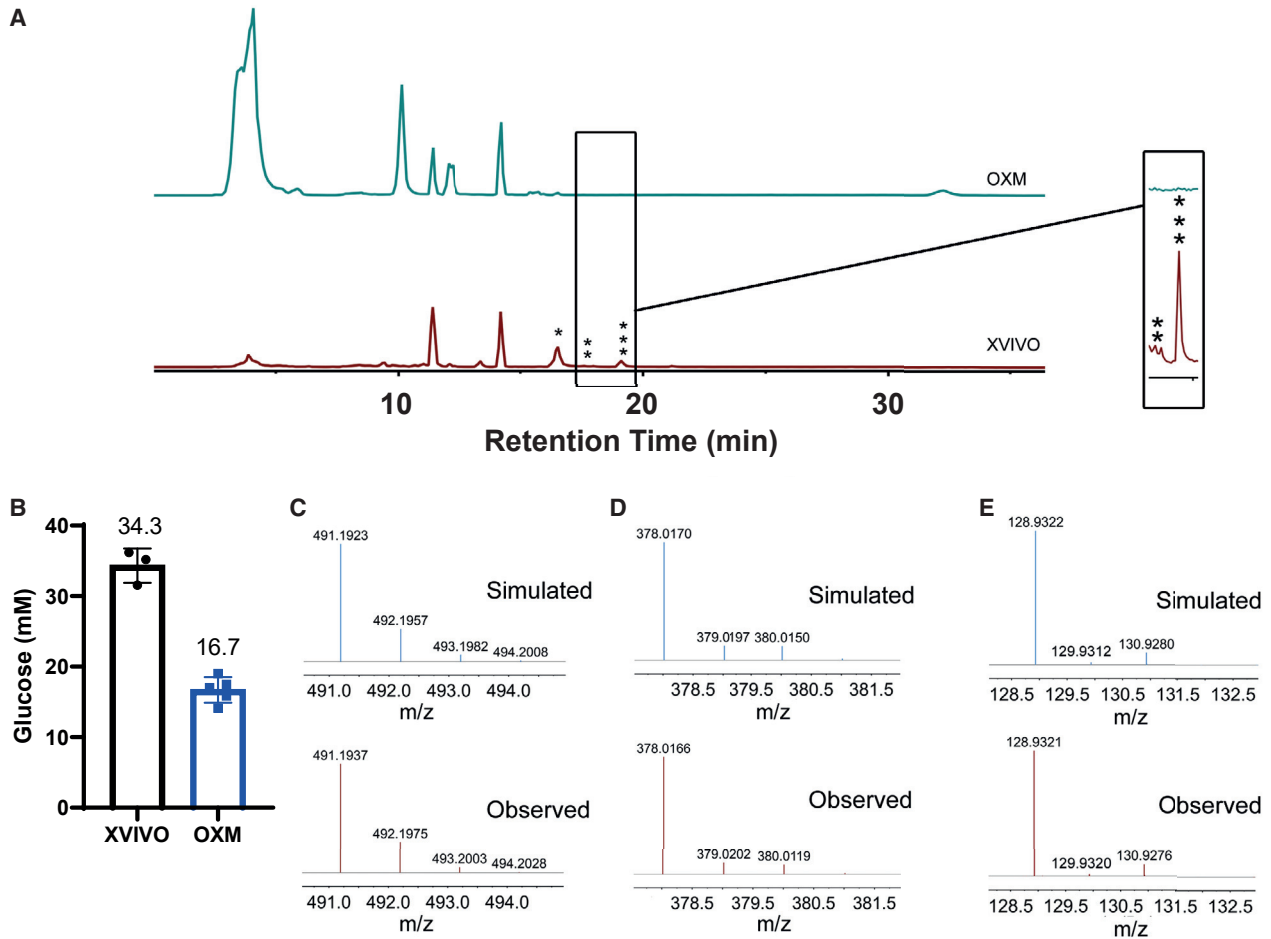 A
OXM
*
*
*
*
*
*
XVIVO
*
*
*
*
*
10
20
30
Retention Time (min)
B
Glucose (mM)
40
30
20
10
0
34.3
16.7
XVIVO
OXM
C
491.1923
Simulated
492.1957
493.1982
494.2008
491.0
492.0
493.0
494.0
m/z
491.1937
Observed
492.1975
493.2003
494.2028
491.0
492.0
493.0
494.0
m/z
D
378.0170
Simulated
379.0197
380.0150
378.5
379.5
380.5
381.5
m/z
378.0166
Observed
379.0202
380.0119
378.5
379.5
380.5
381.5
m/z
E
128.9322
Simulated
129.9312
130.9280
128.5
129.5
130.5
131.5
132.5
m/z
128.9321
Observed
129.9320
130.9276
128.5
129.5
130.5
131.5
132.5
m/z